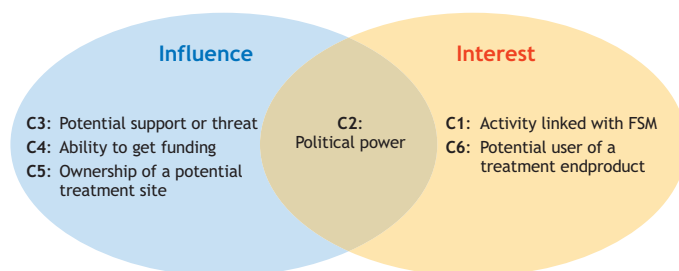 Influence
Interest
C3: Potential support or threat
C4: Ability to get funding
C5: Ownership of a potential
treatment site
C2:
Political power
C1: Activity linked with FSM
C6: Potential user of a
treatment endproduct